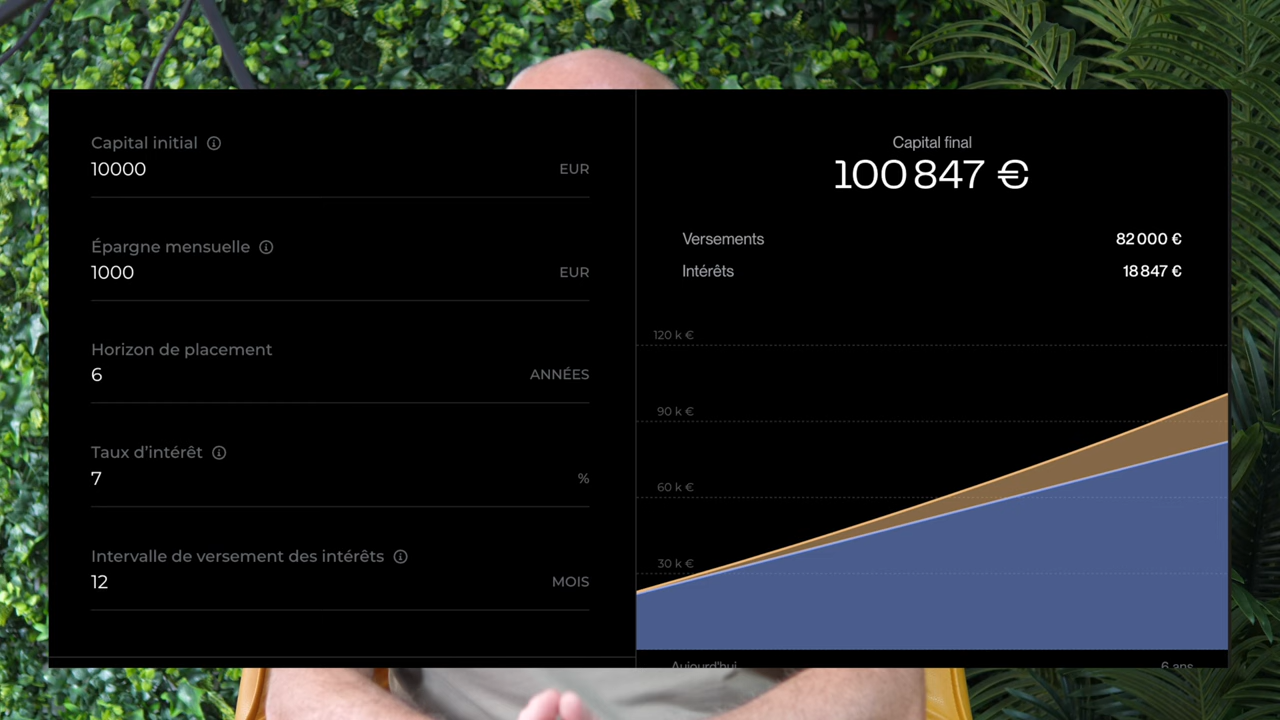 Capital initial
10000 EUR
Épargne mensuelle
1000 EUR
Horizon de placement
6 ANNÉES
Taux d'intérêt
7 %
Intervalle de versement des intérêts
12 MOIS
Capital final
100 847 €
Versements 82 000 €
Intérêts 18 847 €
120 k €
90 k €
60 k €
30 k €
Aujourd'hui 6 ans